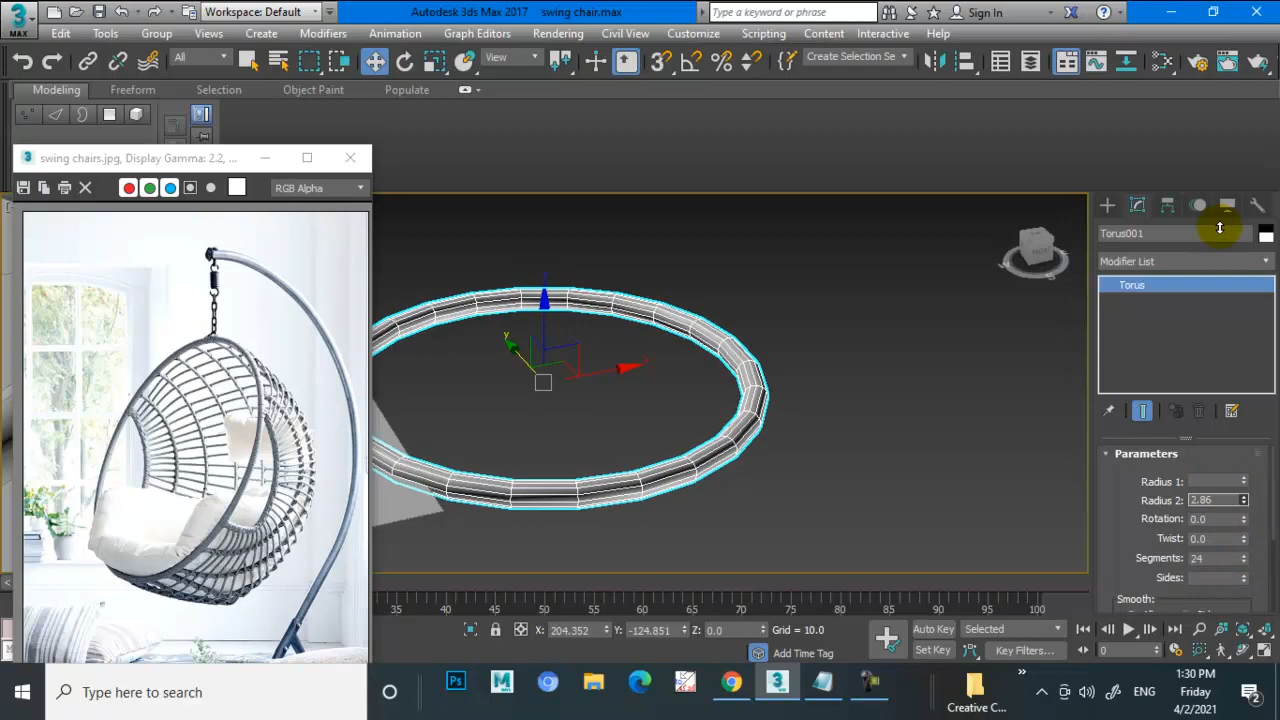 Workspace: Default
Autodesk 3ds Max 2017    swing chair.max
Type a keyword or phrase
Sign In
3
MAX
Edit Tools Group Views Create Modifiers Animation Graph Editors Rendering Civil View Customize Scripting Content Interactive Help
All
View
Create Selection Se
Modeling Freeform Selection Object Paint Populate
swing chairs.jpg, Display Gamma: 2.2, ...
RGB Alpha
Torus001
Modifier List
Torus
y
Parameters
Radius 1:
Radius 2: 2.86
Rotation: 0.0
Twist: 0.0
Segments: 24
Sides:
Smooth:
35 40 45 50 55 60 65 70 75 80 85 90 95 100
X: 204.352 Y: -124.851 Z: 0.0 Grid = 10.0
Add Time Tag
Auto Key Selected
Set Key Key Filters...
0
Type here to search
Ps
M
3
Creative C...
ENG
1:30 PM
Friday
4/2/2021
2